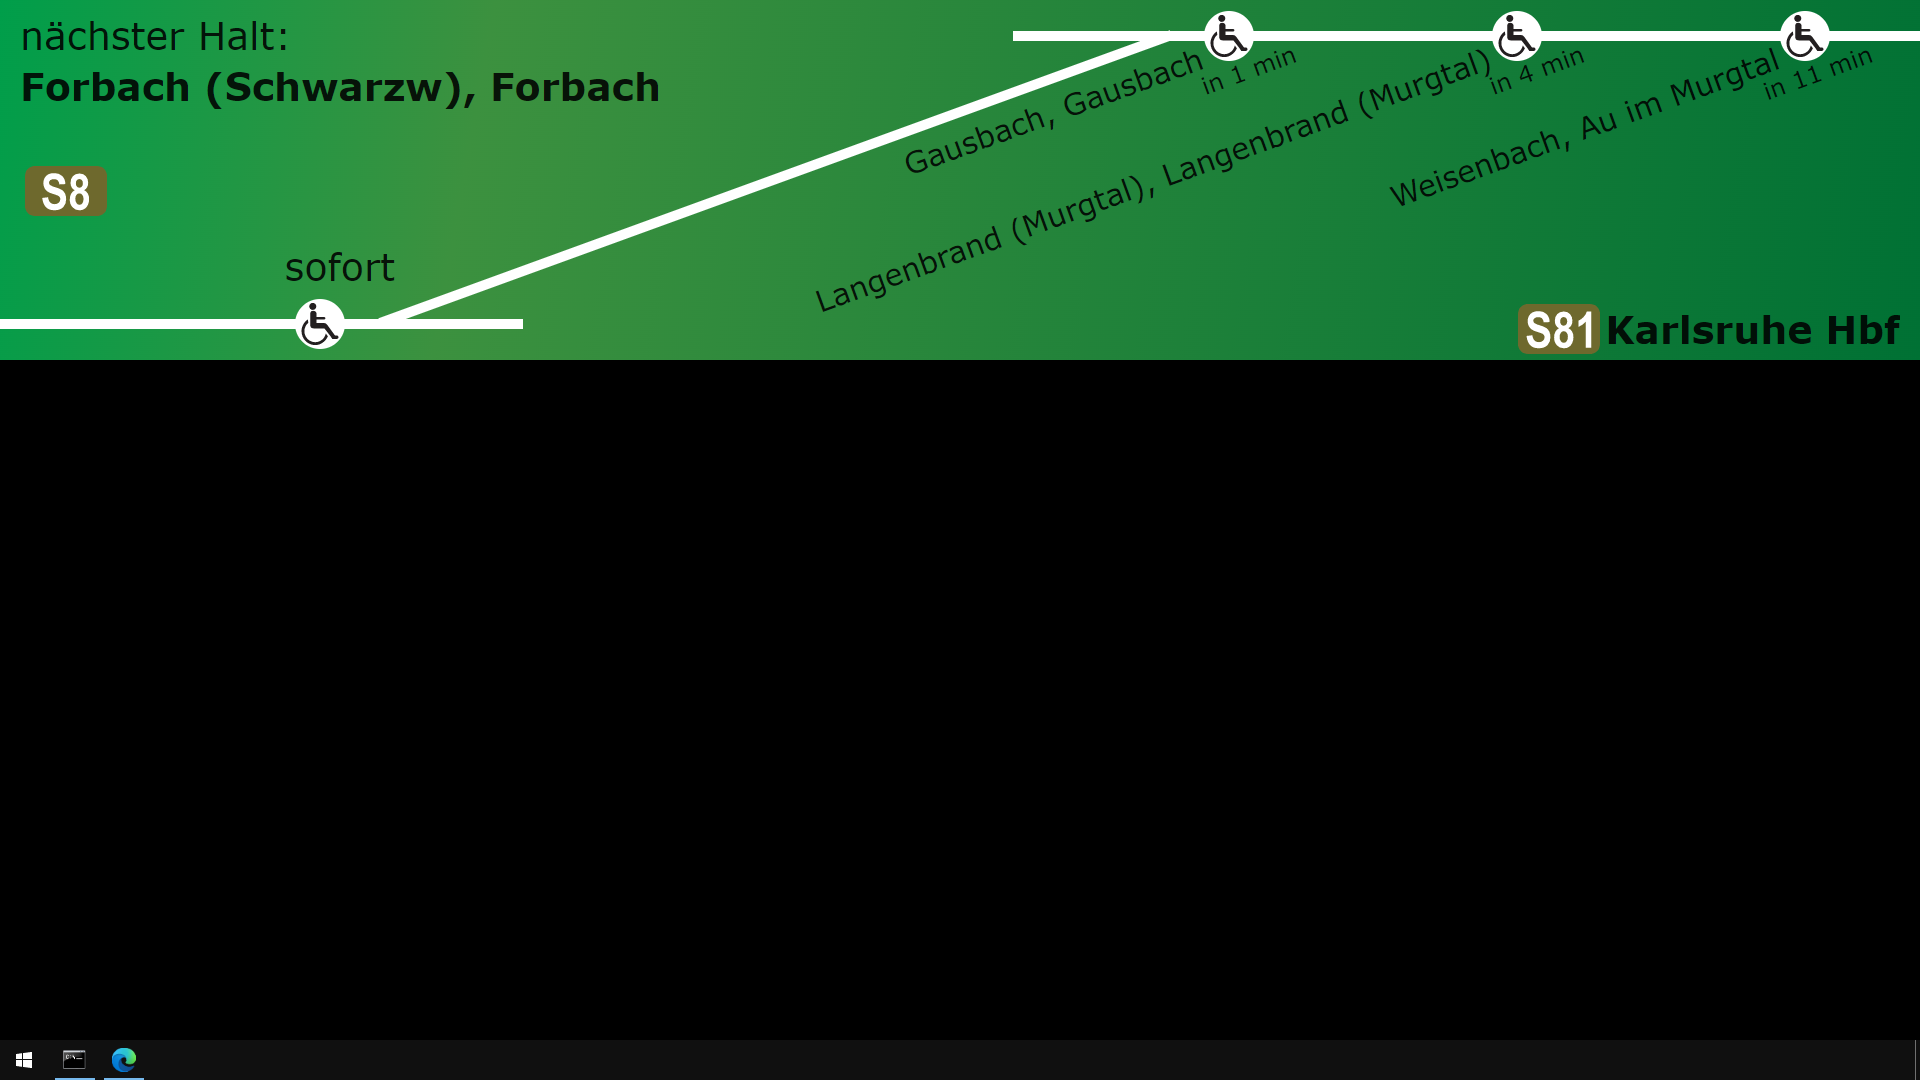 nächster Halt:
Forbach (Schwarzw), Forbach
S8
sofort
Gausbach, Gausbach
in 1 min
Langenbrand (Murgtal), Langenbrand (Murgtal)
in 4 min
Weisenbach, Au im Murgtal
in 11 min
S81 Karlsruhe Hbf